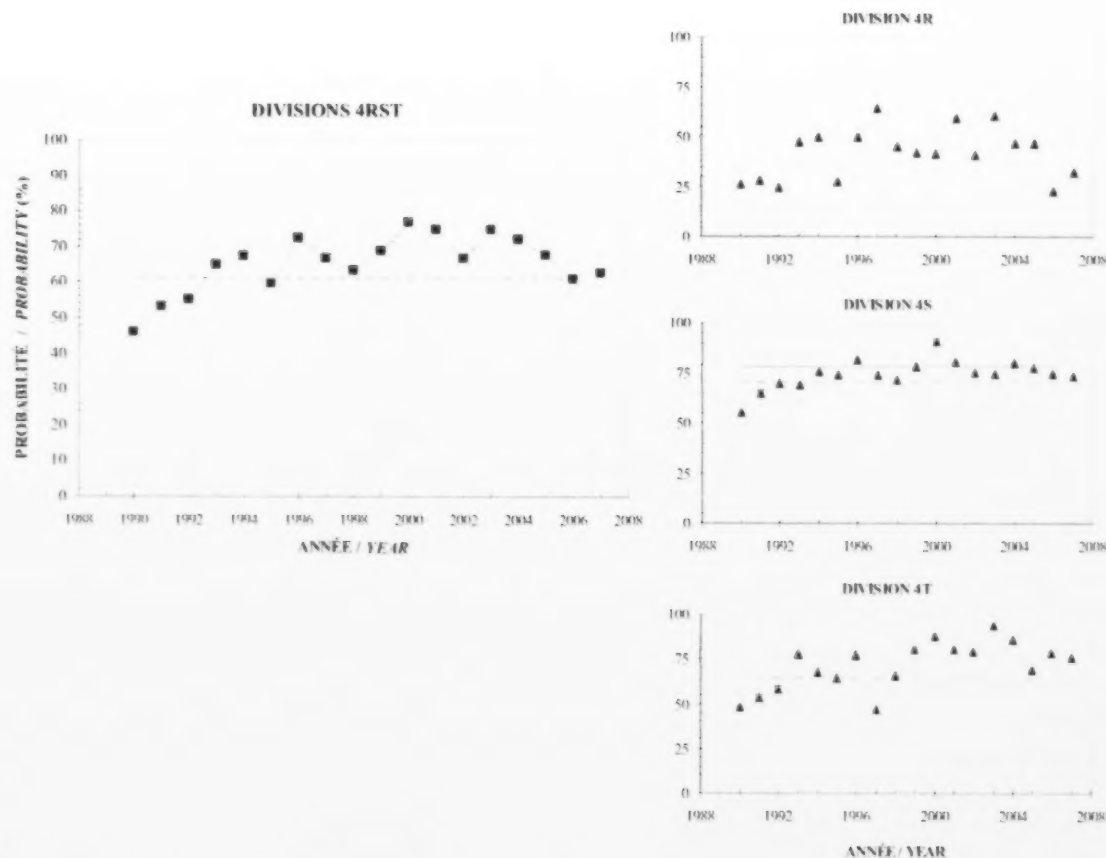 DIVISIONS 4RST
PROBABILITÉ / PROBABILITY (%)
100
90
80
70
60
50
40
30
20
10
0
1988 1990 1992 1994 1996 1998 2000 2002 2004 2006 2008
ANNÉE / YEAR
DIVISION 4R
100
75
50
25
0
1988 1992 1996 2000 2004 2008
DIVISION 4S
100
75
50
25
0
1988 1992 1996 2000 2004 2008
DIVISION 4T
100
75
50
25
0
1988 1992 1996 2000 2004 2008
ANNÉE / YEAR